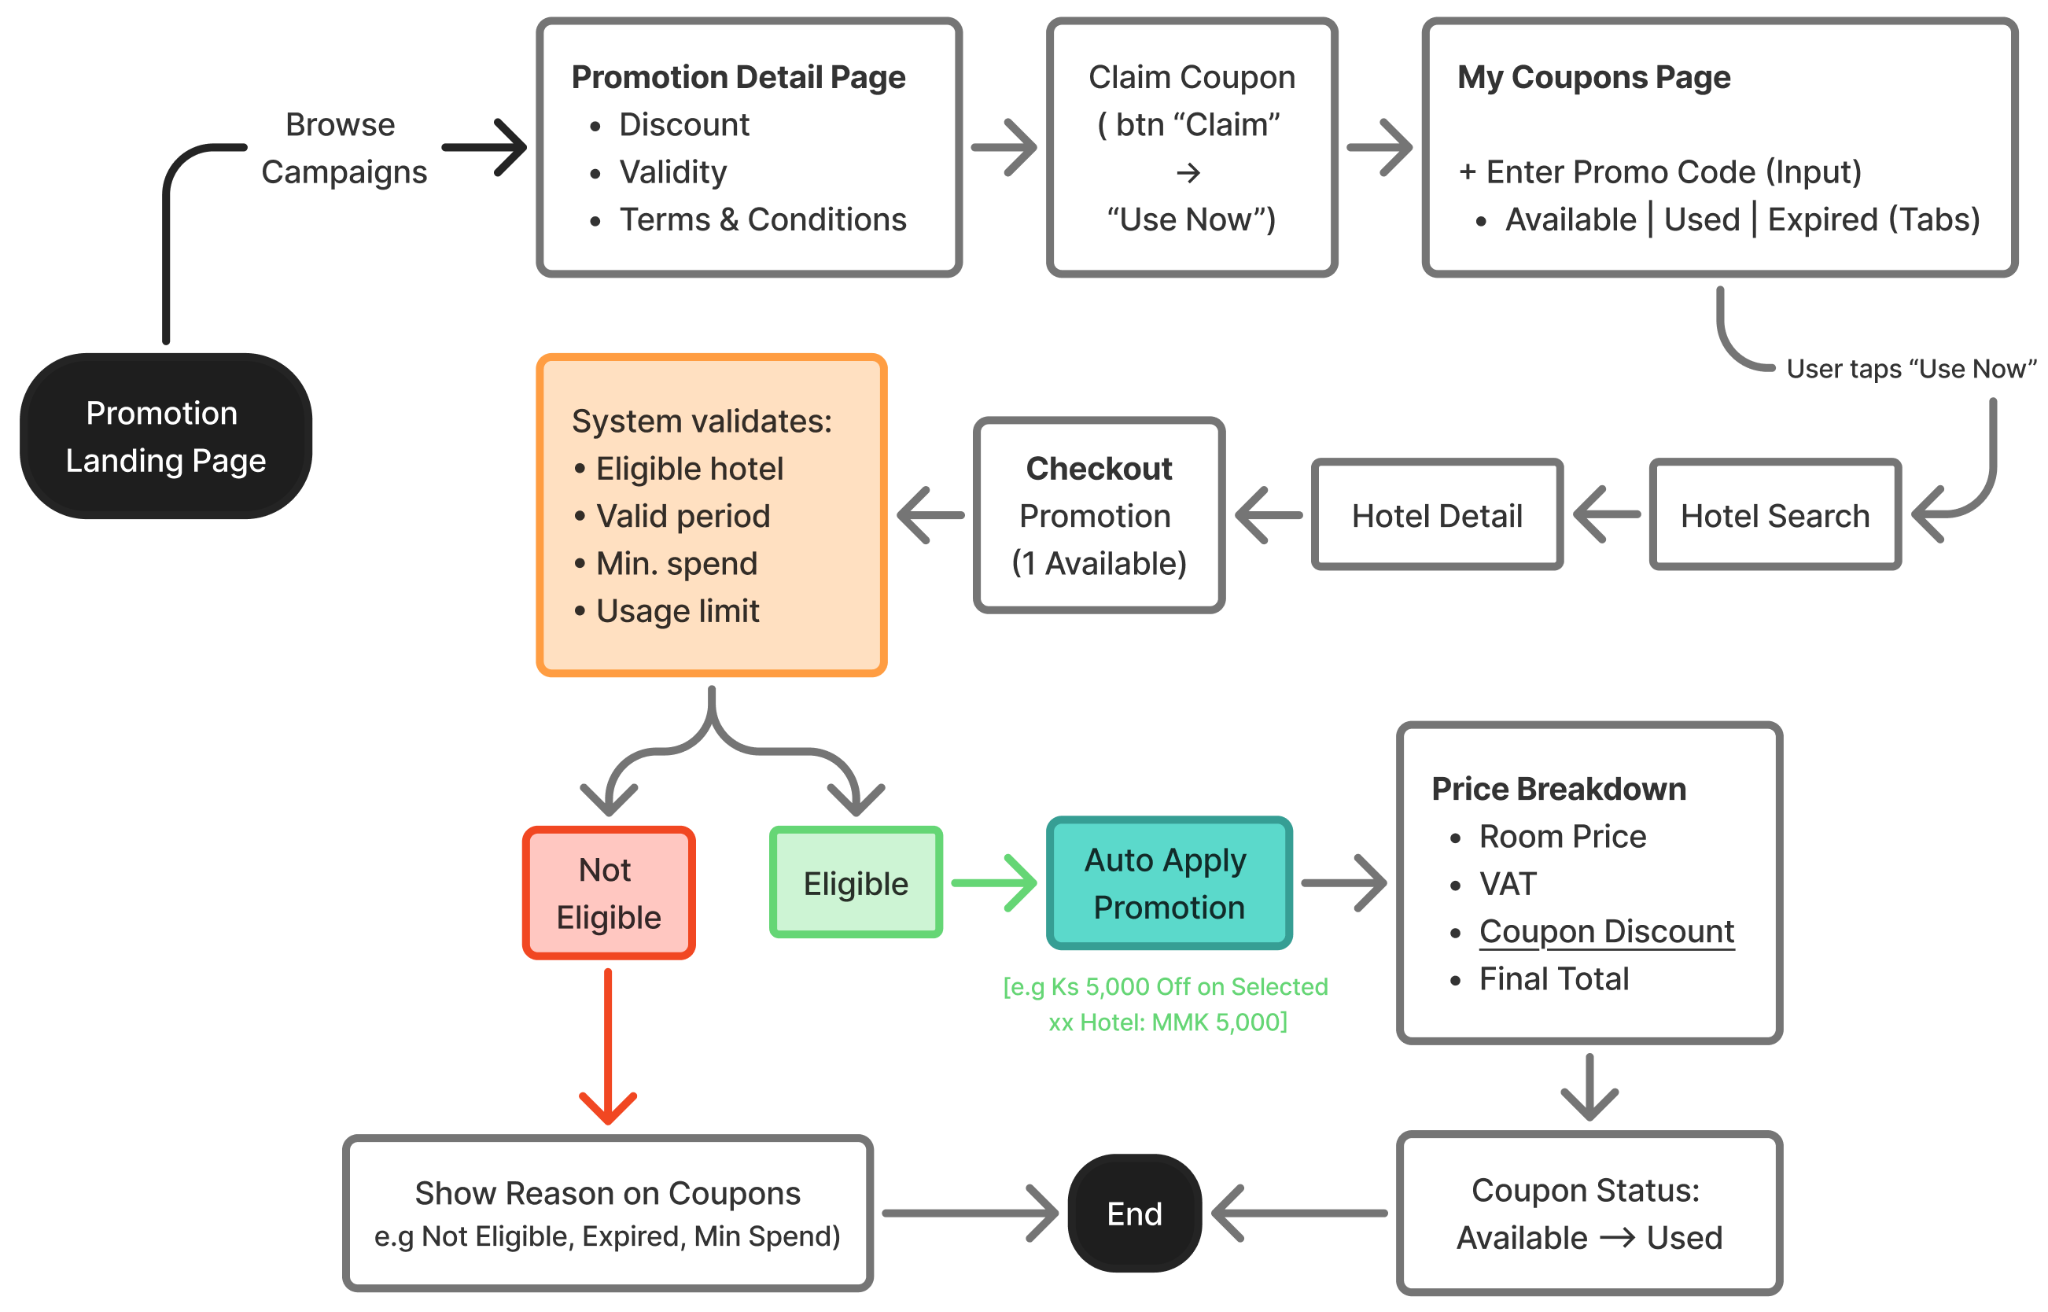 Promotion
Landing Page
Browse
Campaigns
Promotion Detail Page
• Discount
• Validity
• Terms & Conditions
Claim Coupon
( btn “Claim”
→
“Use Now”)
My Coupons Page
+ Enter Promo Code (Input)
• Available | Used | Expired (Tabs)
User taps “Use Now”
Hotel Search
Hotel Detail
Checkout
Promotion
(1 Available)
System validates:
• Eligible hotel
• Valid period
• Min. spend
• Usage limit
Not
Eligible
Eligible
Auto Apply
Promotion
[e.g Ks 5,000 Off on Selected
xx Hotel: MMK 5,000]
Price Breakdown
• Room Price
• VAT
• Coupon Discount
• Final Total
Show Reason on Coupons
e.g Not Eligible, Expired, Min Spend)
Coupon Status:
Available → Used
End